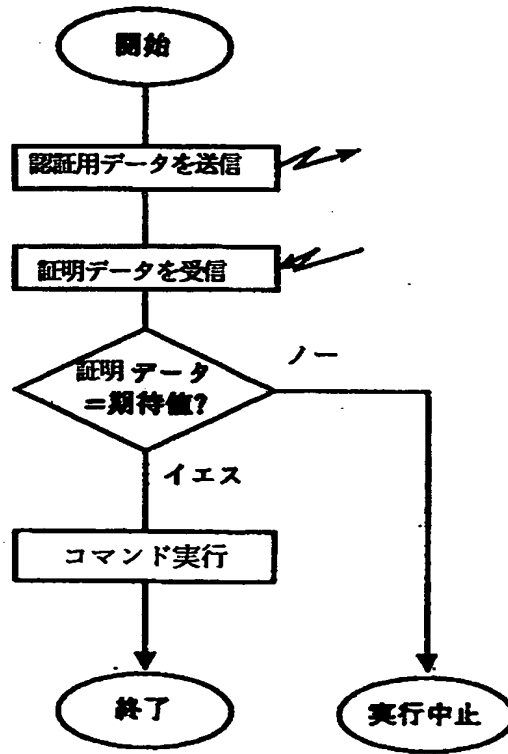 開始
認証用データを送信
証明データを受信
証明データ
=期待値?
ノー
イエス
コマンド実行
終了
実行中止